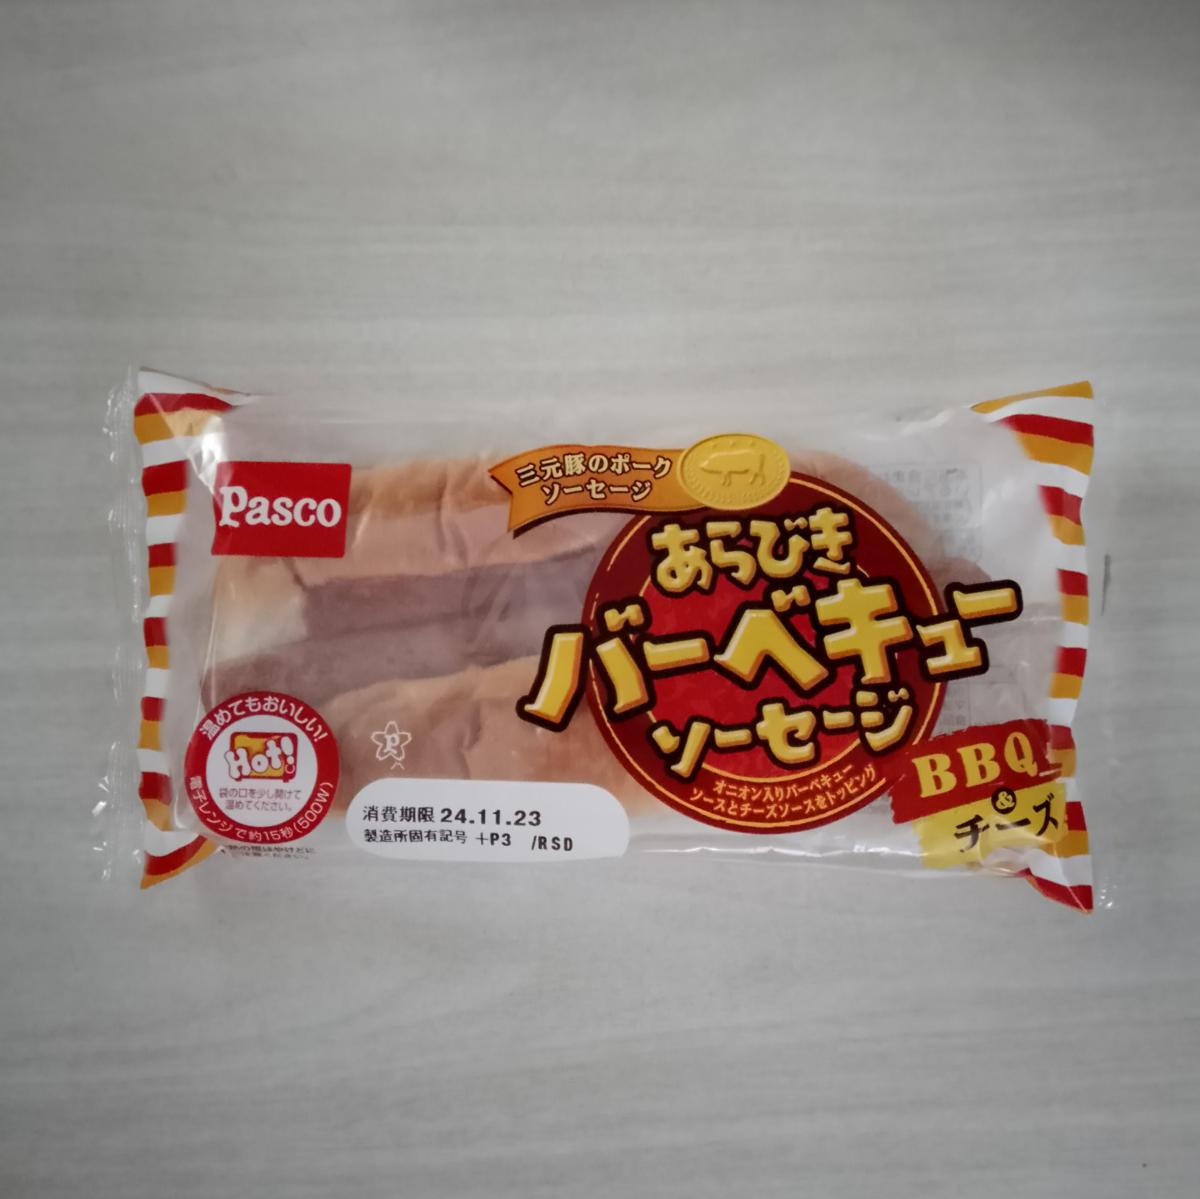 Pasco
三元豚のポーク
ソーセージ
あらびき
バーベキュー
ソーセージ
オニオン入りバーベキュー
ソースとチーズソースをトッピング
BBQ
&
チーズ
温めてもおいしい!
Hot!
袋の口を少し開けて
温めてください。
電子レンジで約15秒(500W)
P
消費期限 24.11.23
製造所固有記号 +P3 /RSD